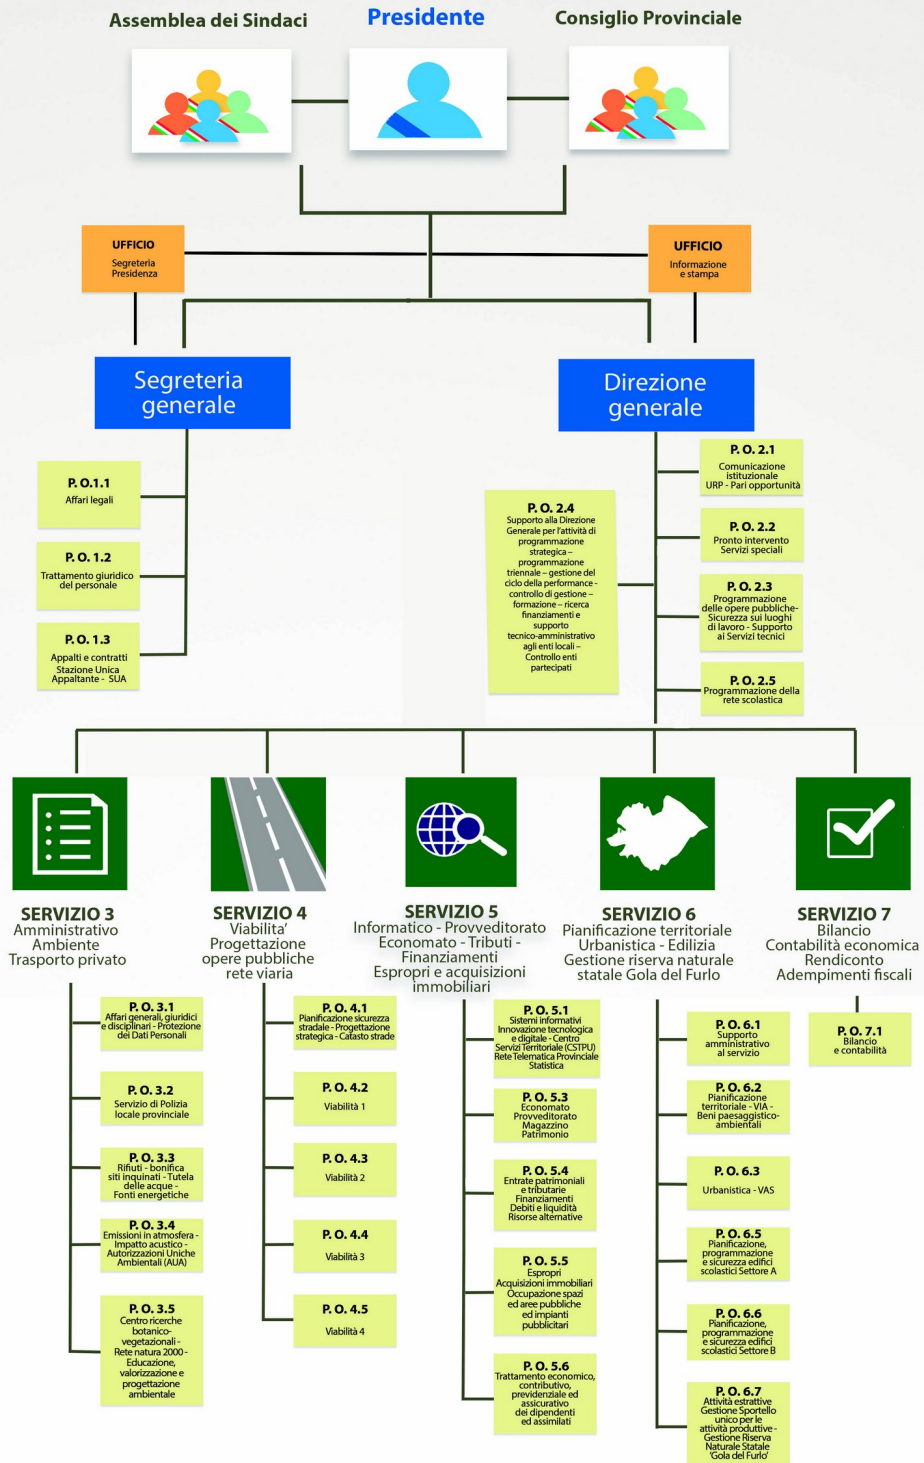 Assemblea dei Sindaci
Presidente
Consiglio Provinciale
UFFICIO
Segreteria
Presidenza
UFFICIO
Informazione
e stampa
Segreteria
generale
Direzione
generale
P. O.1.1
Affari legali
P. O. 1.2
Trattamento giuridico
del personale
P. O. 1.3
Appalti e contratti
Stazione Unica
Appaltante - SUA
P. O. 2.4
Supporto alla Direzione
Generale per l'attività di
programmazione
strategica –
programmazione
triennale – gestione del
ciclo della performance -
controllo di gestione –
formazione – ricerca
finanziamenti e
supporto
tecnico-amministrativo
agli enti locali –
Controllo enti
partecipati
P. O. 2.1
Comunicazione
istituzionale
URP - Pari opportunità
P. O. 2.2
Pronto intervento
Servizi speciali
P. O. 2.3
Programmazione
delle opere pubbliche-
Sicurezza sui luoghi
di lavoro - Supporto
ai Servizi tecnici
P. O. 2.5
Programmazione della
rete scolastica
SERVIZIO 3
Amministrativo
Ambiente
Trasporto privato
P. O. 3.1
Affari generali, giuridici
e disciplinari - Protezione
dei Dati Personali
P. O. 3.2
Servizio di Polizia
locale provinciale
P. O. 3.3
Rifiuti - bonifica
siti inquinati - Tutela
delle acque -
Fonti energetiche
P. O. 3.4
Emissioni in atmosfera -
Impatto acustico -
Autorizzazioni Uniche
Ambientali (AUA)
P. O. 3.5
Centro ricerche
botanico-
vegetazionali -
Rete natura 2000 -
Educazione,
valorizzazione e
progettazione
ambientale
SERVIZIO 4
Viabilita'
Progettazione
opere pubbliche
rete viaria
P. O. 4.1
Pianificazione sicurezza
stradale - Progettazione
strategica - Catasto strade
P. O. 4.2
Viabilità 1
P. O. 4.3
Viabilità 2
P. O. 4.4
Viabilità 3
P. O. 4.5
Viabilità 4
SERVIZIO 5
Informatico - Provveditorato
Economato - Tributi -
Finanziamenti
Espropri e acquisizioni
immobiliari
P. O. 5.1
Sistemi informativi
Innovazione tecnologica
e digitale - Centro
Servizi Territoriale (CSTPU)
Rete Telematica Provinciale
Statistica
P. O. 5.3
Economato
Provveditorato
Magazzino
Patrimonio
P. O. 5.4
Entrate patrimoniali
e tributarie
Finanziamenti
Debiti e liquidità
Risorse alternative
P. O. 5.5
Espropri
Acquisizioni immobiliari
Occupazione spazi
ed aree pubbliche
ed impianti
pubblicitari
P. O. 5.6
Trattamento economico,
contributivo,
previdenziale ed
assicurativo
dei dipendenti
ed assimilati
SERVIZIO 6
Pianificazione territoriale
Urbanistica - Edilizia
Gestione riserva naturale
statale Gola del Furlo
P. O. 6.1
Supporto
amministrativo
al servizio
P. O. 6.2
Pianificazione
territoriale - VIA -
Beni paesaggistico-
ambientali
P. O. 6.3
Urbanistica - VAS
P. O. 6.5
Pianificazione,
programmazione
e sicurezza edifici
scolastici Settore A
P. O. 6.6
Pianificazione,
programmazione
e sicurezza edifici
scolastici Settore B
P. O. 6.7
Attività estrattive
Gestione Sportello
unico per le
attività produttive -
Gestione Riserva
Naturale Statale
'Gola del Furlo'
SERVIZIO 7
Bilancio
Contabilità economica
Rendiconto
Adempimenti fiscali
P. O. 7.1
Bilancio
e contabilità